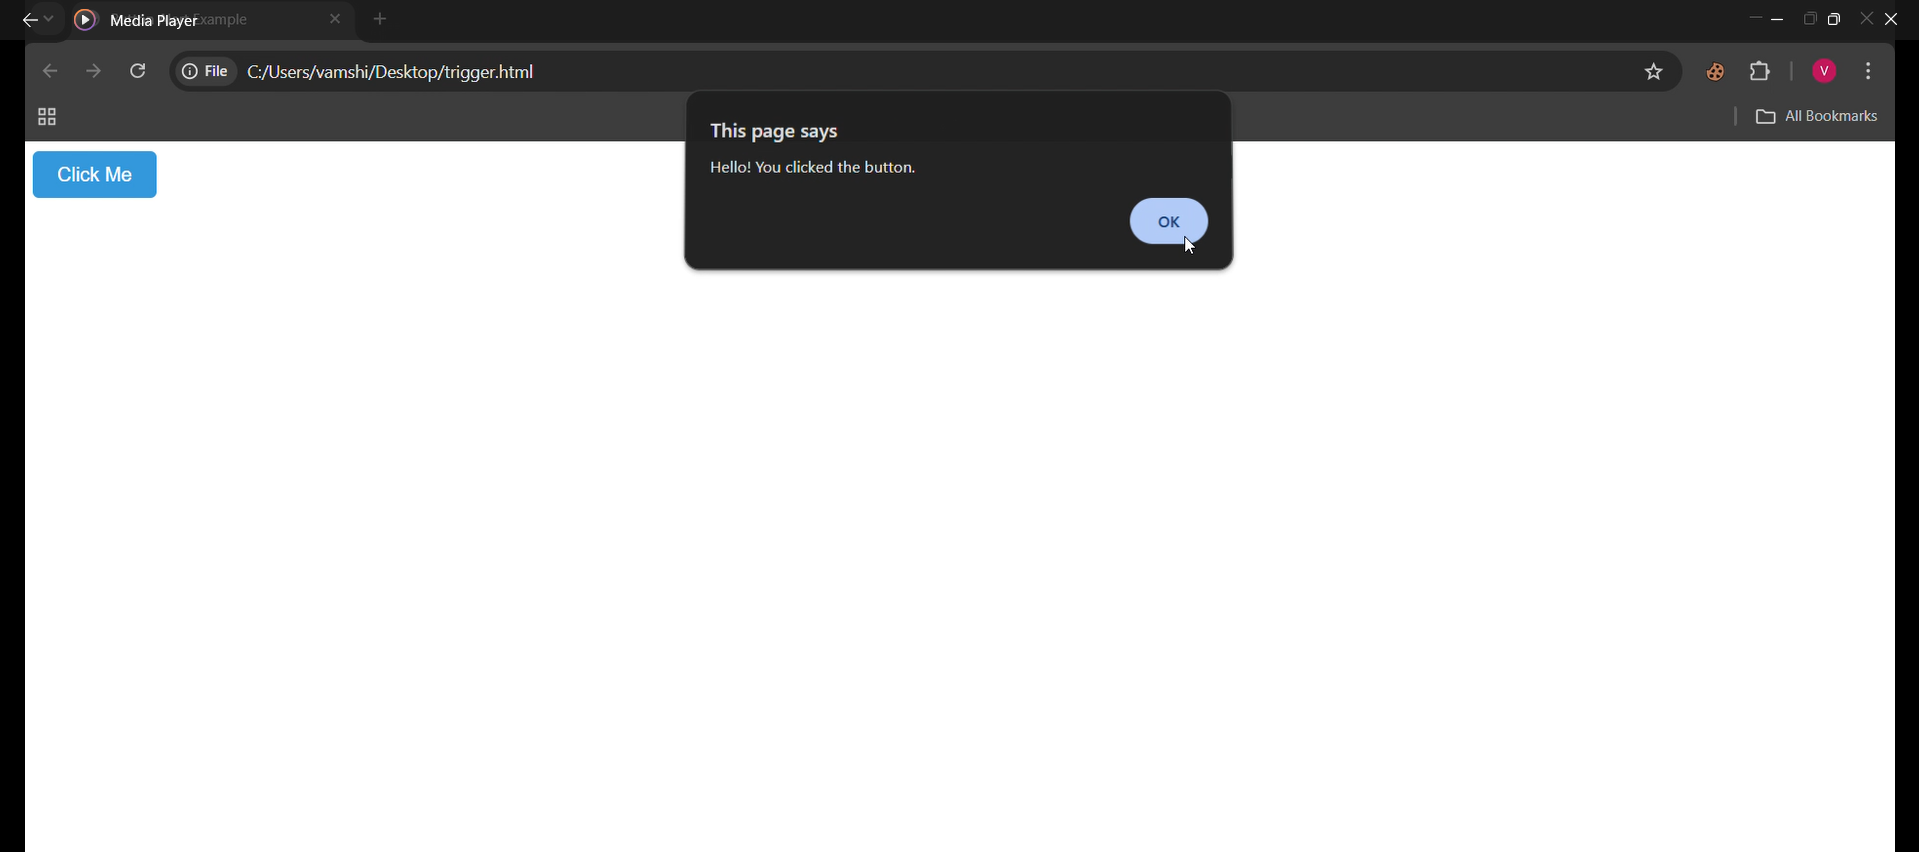 Media Player
Example
File
C:/Users/vamshi/Desktop/trigger.html
V
All Bookmarks
This page says
Hello! You clicked the button.
OK
Click Me